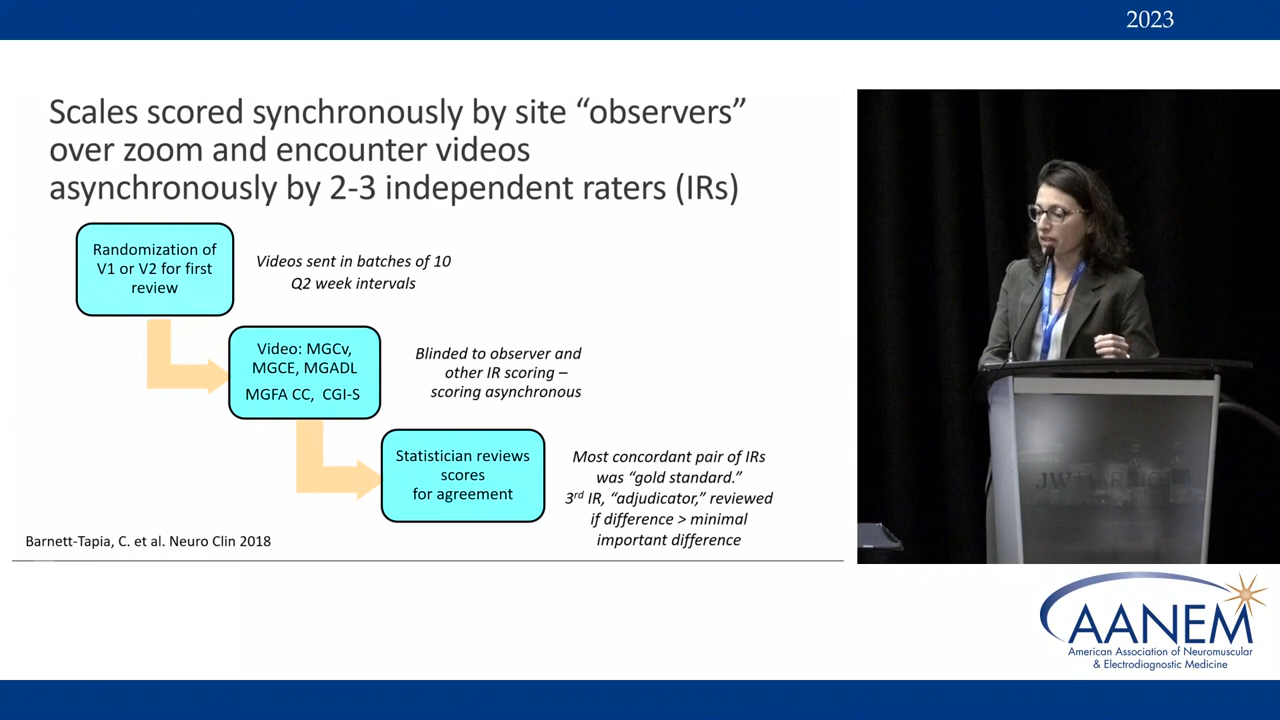 2023
Scales scored synchronously by site “observers”
over zoom and encounter videos
asynchronously by 2-3 independent raters (IRs)
Randomization of
V1 or V2 for first
review
Videos sent in batches of 10
Q2 week intervals
Video: MGCv,
MGCE, MGADL
MGFA CC, CGI-S
Blinded to observer and
other IR scoring –
scoring asynchronous
Statistician reviews
scores
for agreement
Most concordant pair of IRs
was “gold standard.”
3rd IR, “adjudicator,” reviewed
if difference > minimal
important difference
Barnett-Tapia, C. et al. Neuro Clin 2018
AANEM
American Association of Neuromuscular
& Electrodiagnostic Medicine